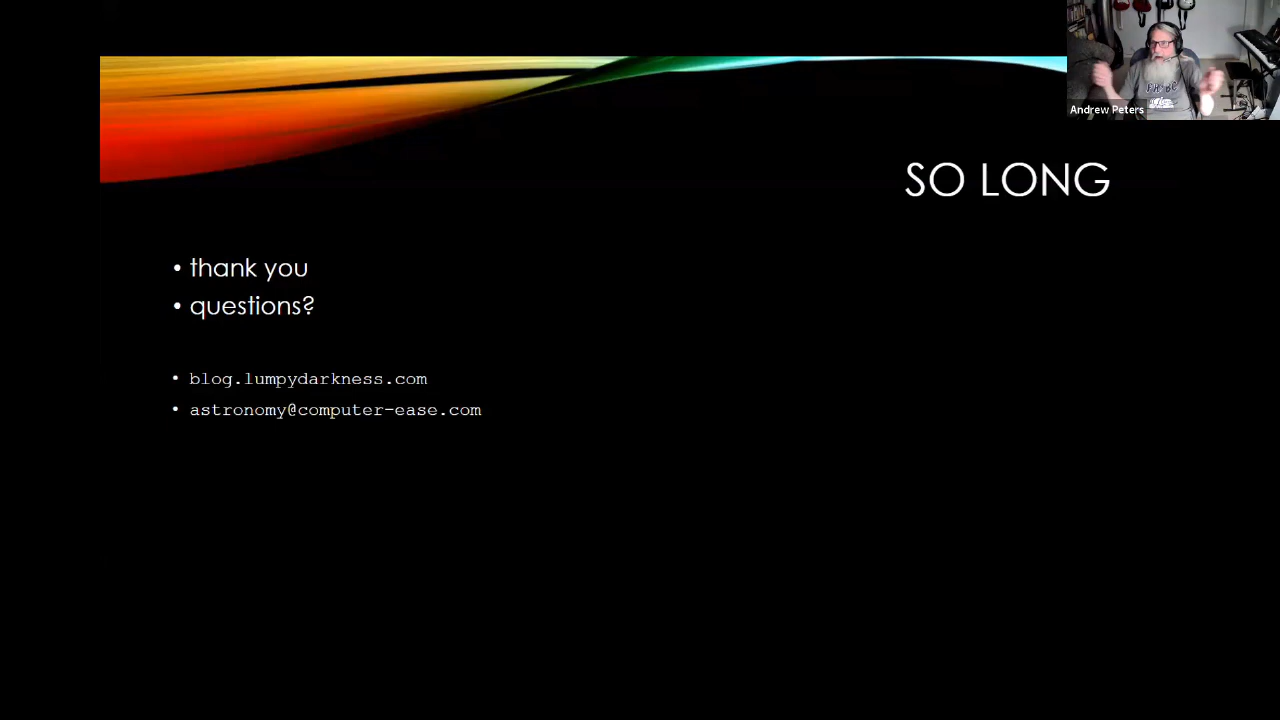 Andrew Peters
SO LONG
• thank you
• questions?
• blog.lumpydarkness.com
• astronomy@computer-ease.com